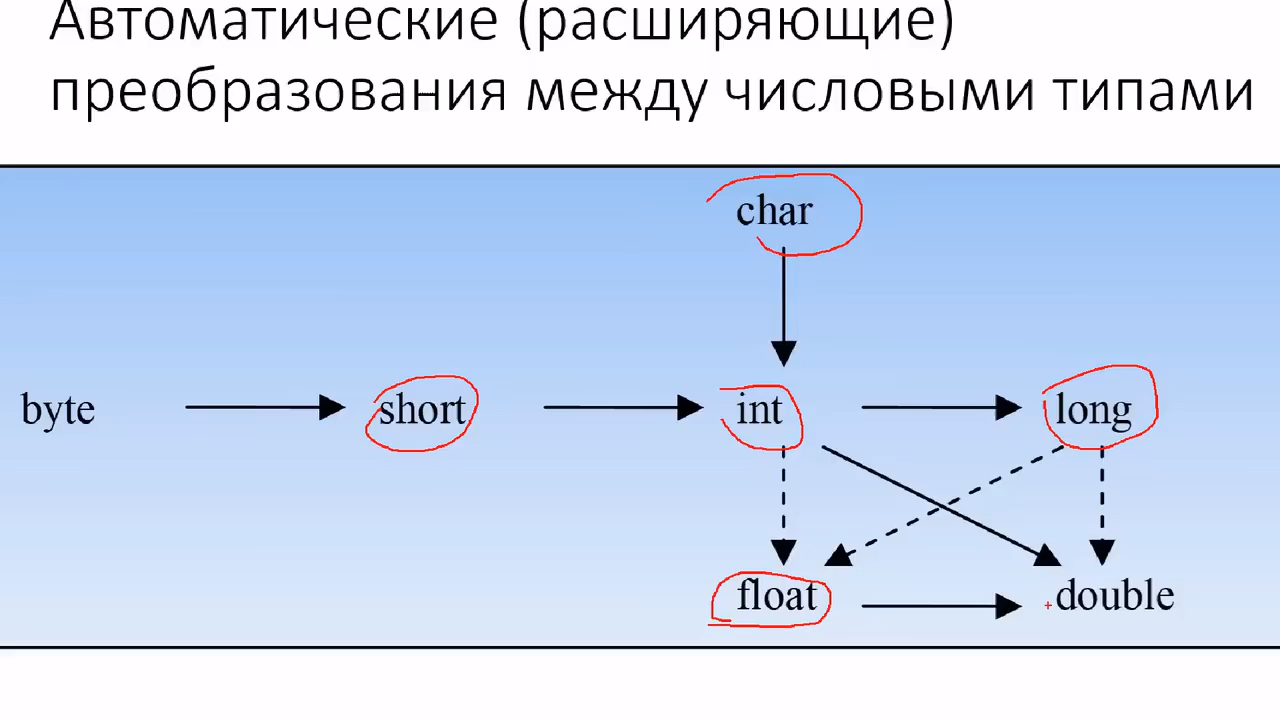 Автоматические (расширяющие)
преобразования между числовыми типами
char
byte short int long
float double